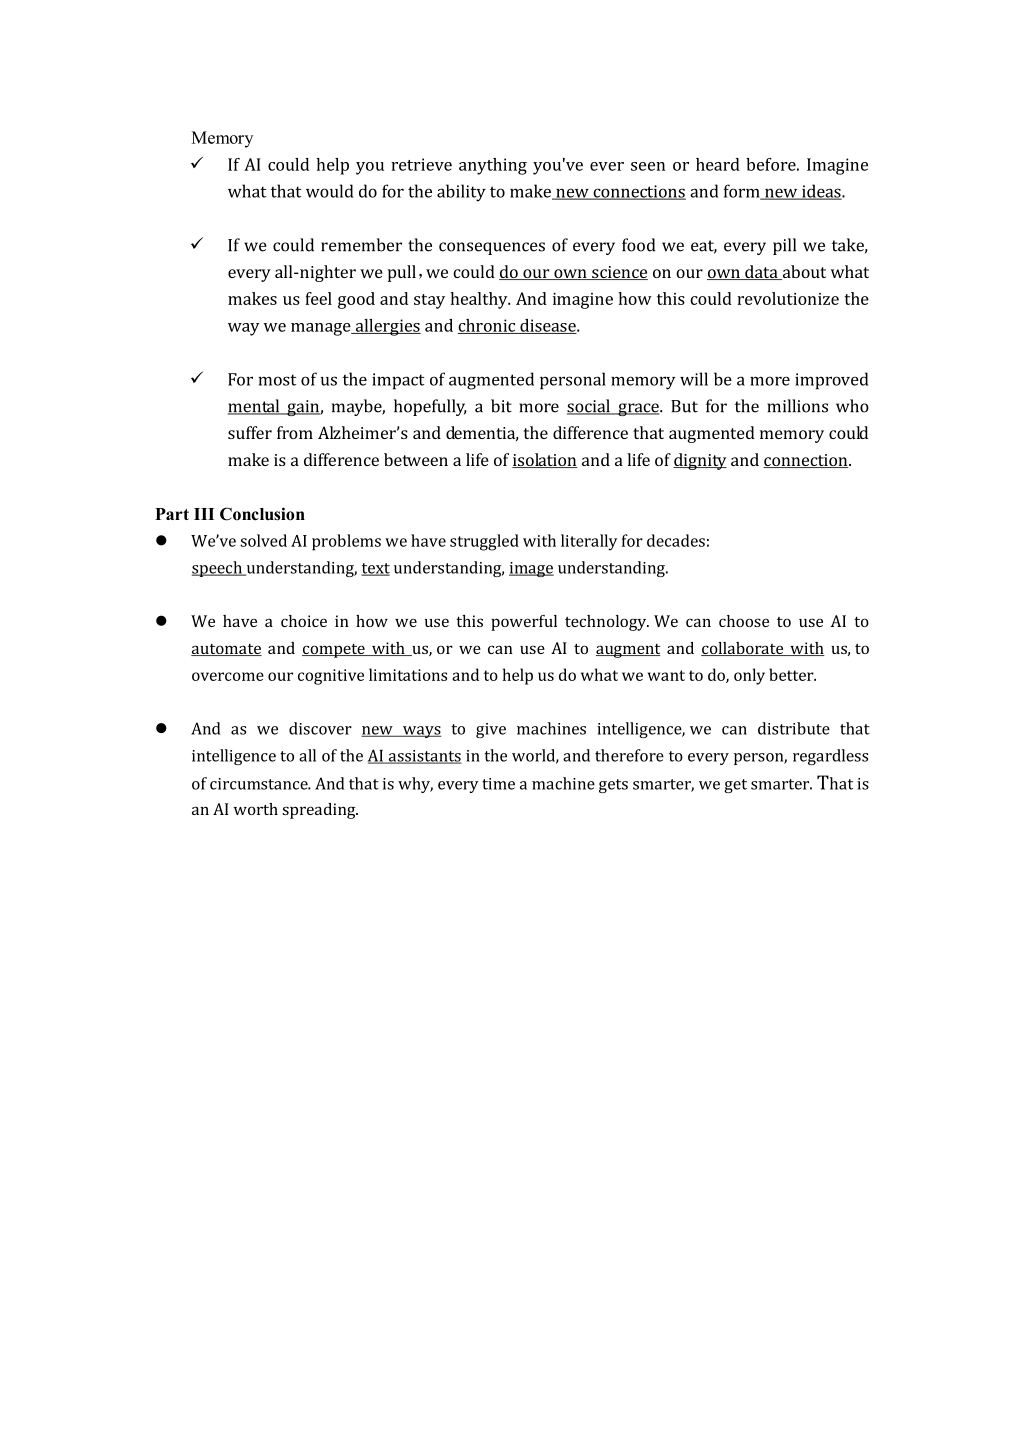 Memory
✓ If AI could help you retrieve anything you've ever seen or heard before. Imagine
what that would do for the ability to make new connections and form new ideas.
✓ If we could remember the consequences of every food we eat, every pill we take,
every all-nighter we pull，we could do our own science on our own data about what
makes us feel good and stay healthy. And imagine how this could revolutionize the
way we manage allergies and chronic disease.
✓ For most of us the impact of augmented personal memory will be a more improved
mental gain, maybe, hopefully, a bit more social grace. But for the millions who
suffer from Alzheimer’s and dementia, the difference that augmented memory could
make is a difference between a life of isolation and a life of dignity and connection.
Part III Conclusion
● We’ve solved AI problems we have struggled with literally for decades:
speech understanding, text understanding, image understanding.
● We have a choice in how we use this powerful technology. We can choose to use AI to
automate and compete with us, or we can use AI to augment and collaborate with us, to
overcome our cognitive limitations and to help us do what we want to do, only better.
● And as we discover new ways to give machines intelligence, we can distribute that
intelligence to all of the AI assistants in the world, and therefore to every person, regardless
of circumstance. And that is why, every time a machine gets smarter, we get smarter. That is
an AI worth spreading.